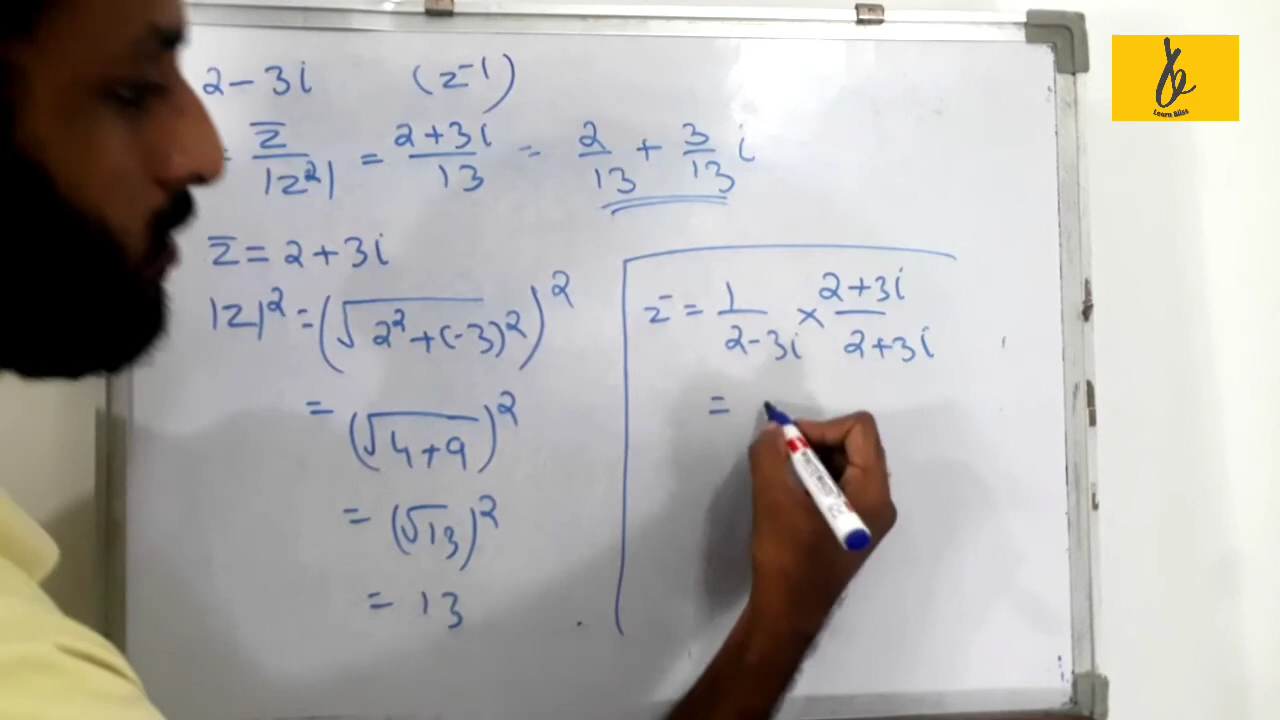 2 - 3i (z⁻¹)
= z̅/|z²| = (2+3i)/13 = 2/13 + 3/13 i
z̅ = 2+3i
|z|² = (√(2²+(-3)²))²
= (√(4+9))²
= (√13)²
= 13
z⁻ = 1/(2-3i) × (2+3i)/(2+3i)
=
Learn Bliss